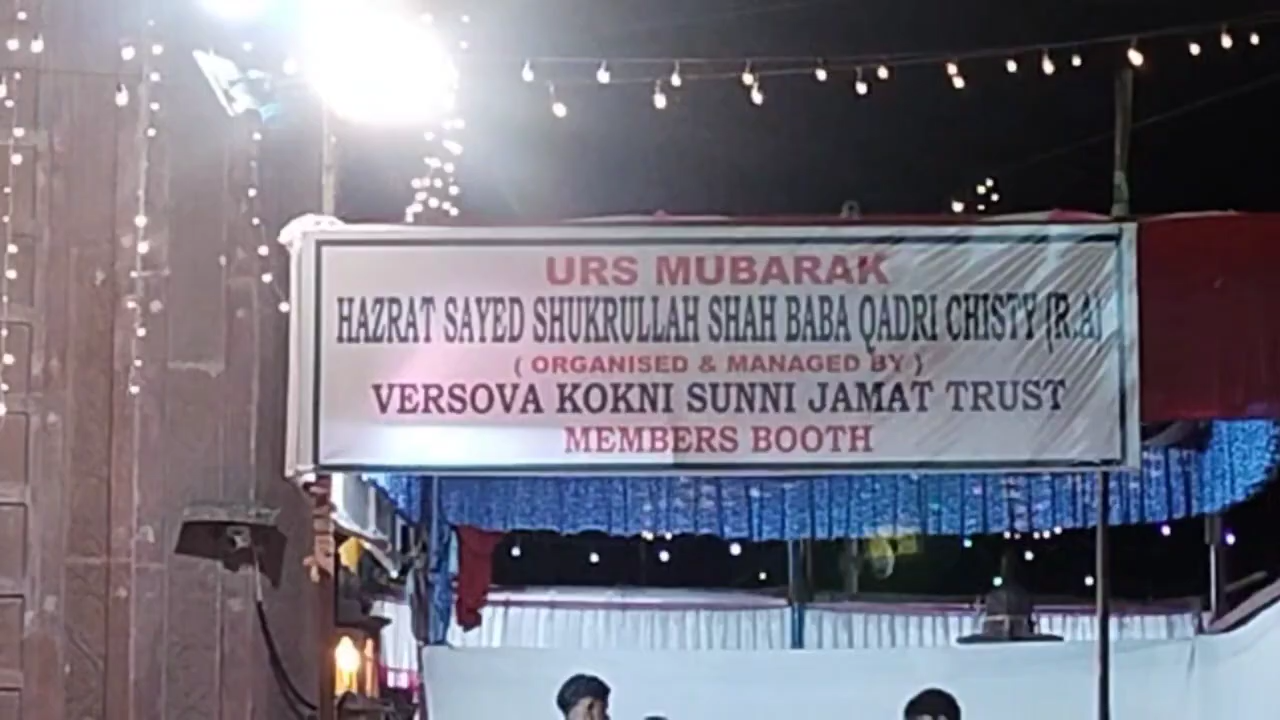 URS MUBARAK
HAZRAT SAYED SHUKRULLAH SHAH BABA QADRI CHISTY (R.A)
( ORGANISED & MANAGED BY )
VERSOVA KOKNI SUNNI JAMAT TRUST
MEMBERS BOOTH